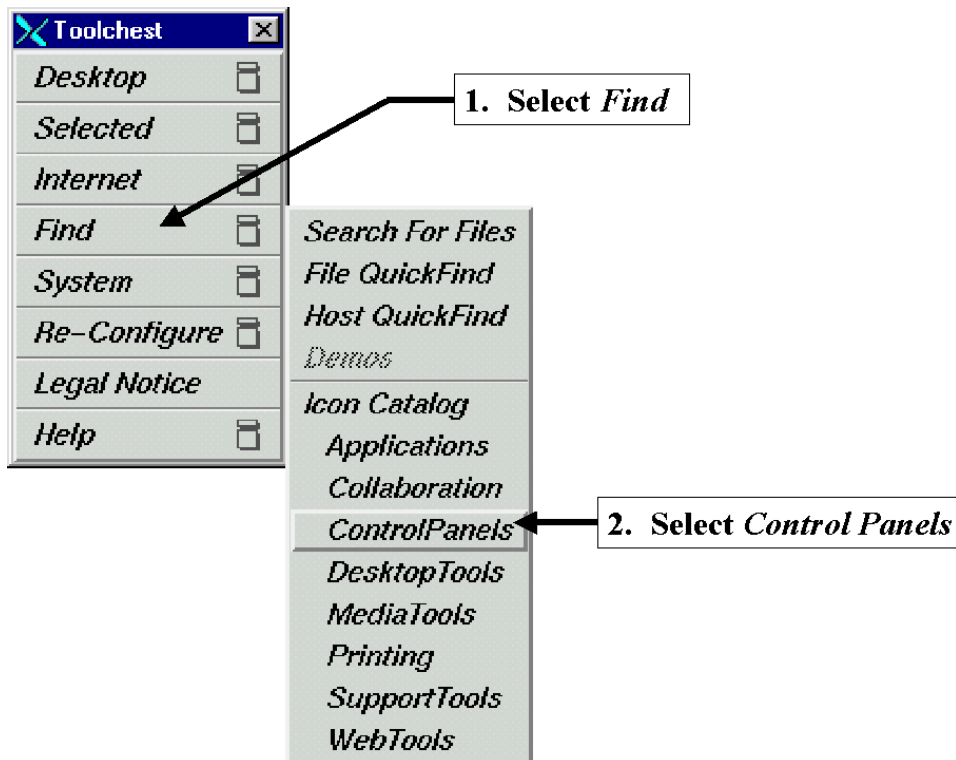 Toolchest
Desktop
Selected
Internet
Find
System
Re-Configure
Legal Notice
Help
1. Select Find
Search For Files
File QuickFind
Host QuickFind
Demos
Icon Catalog
Applications
Collaboration
ControlPanels
DesktopTools
MediaTools
Printing
SupportTools
WebTools
2. Select Control Panels